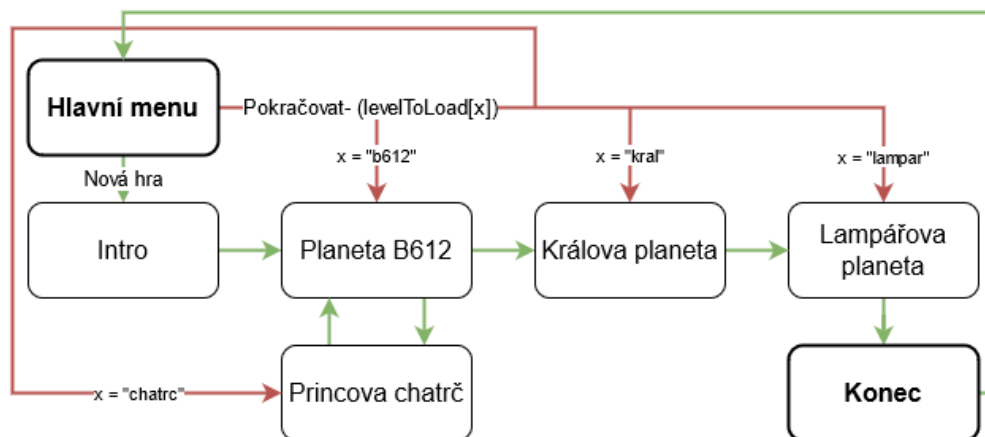 Hlavní menu
Pokračovat- (levelToLoad[x])
x = "b612"
x = "kral"
x = "lampar"
Nová hra
Intro
Planeta B612
Králova planeta
Lampářova
planeta
x = "chatrc"
Princova chatrč
Konec